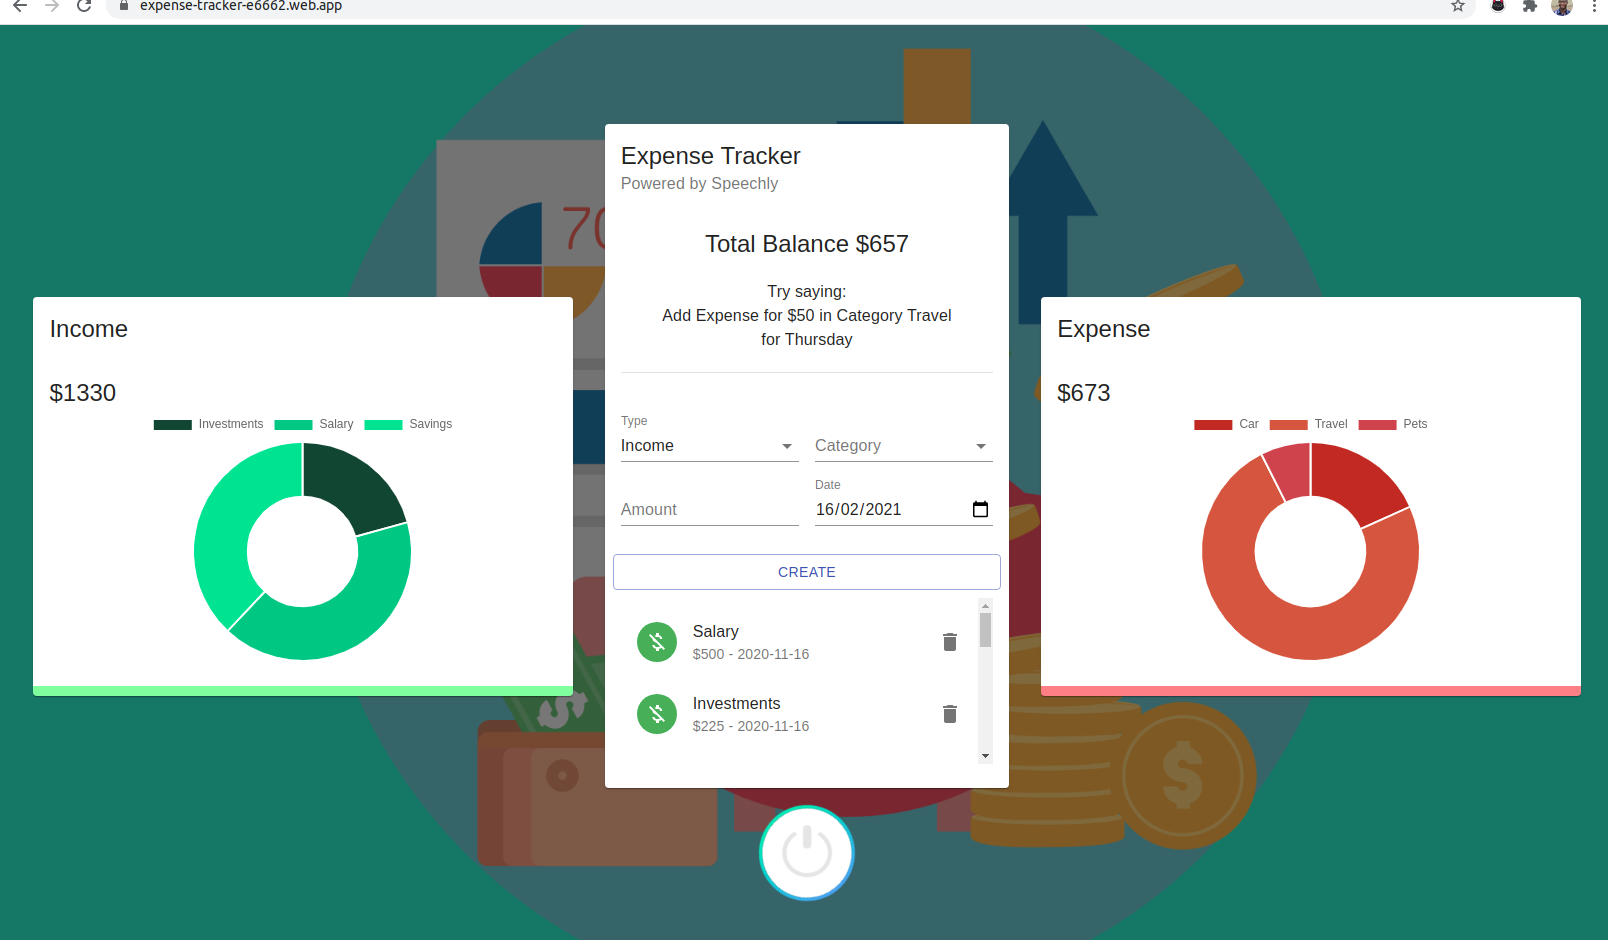 expense-tracker-e6662.web.app
70
Expense Tracker
Powered by Speechly
Total Balance $657
Try saying:
Add Expense for $50 in Category Travel
for Thursday
Income
$1330
Investments Salary Savings
Type
Income
Category
Amount
Date
16/02/2021
CREATE
Salary
$500 - 2020-11-16
Investments
$225 - 2020-11-16
Expense
$673
Car Travel Pets
$
$